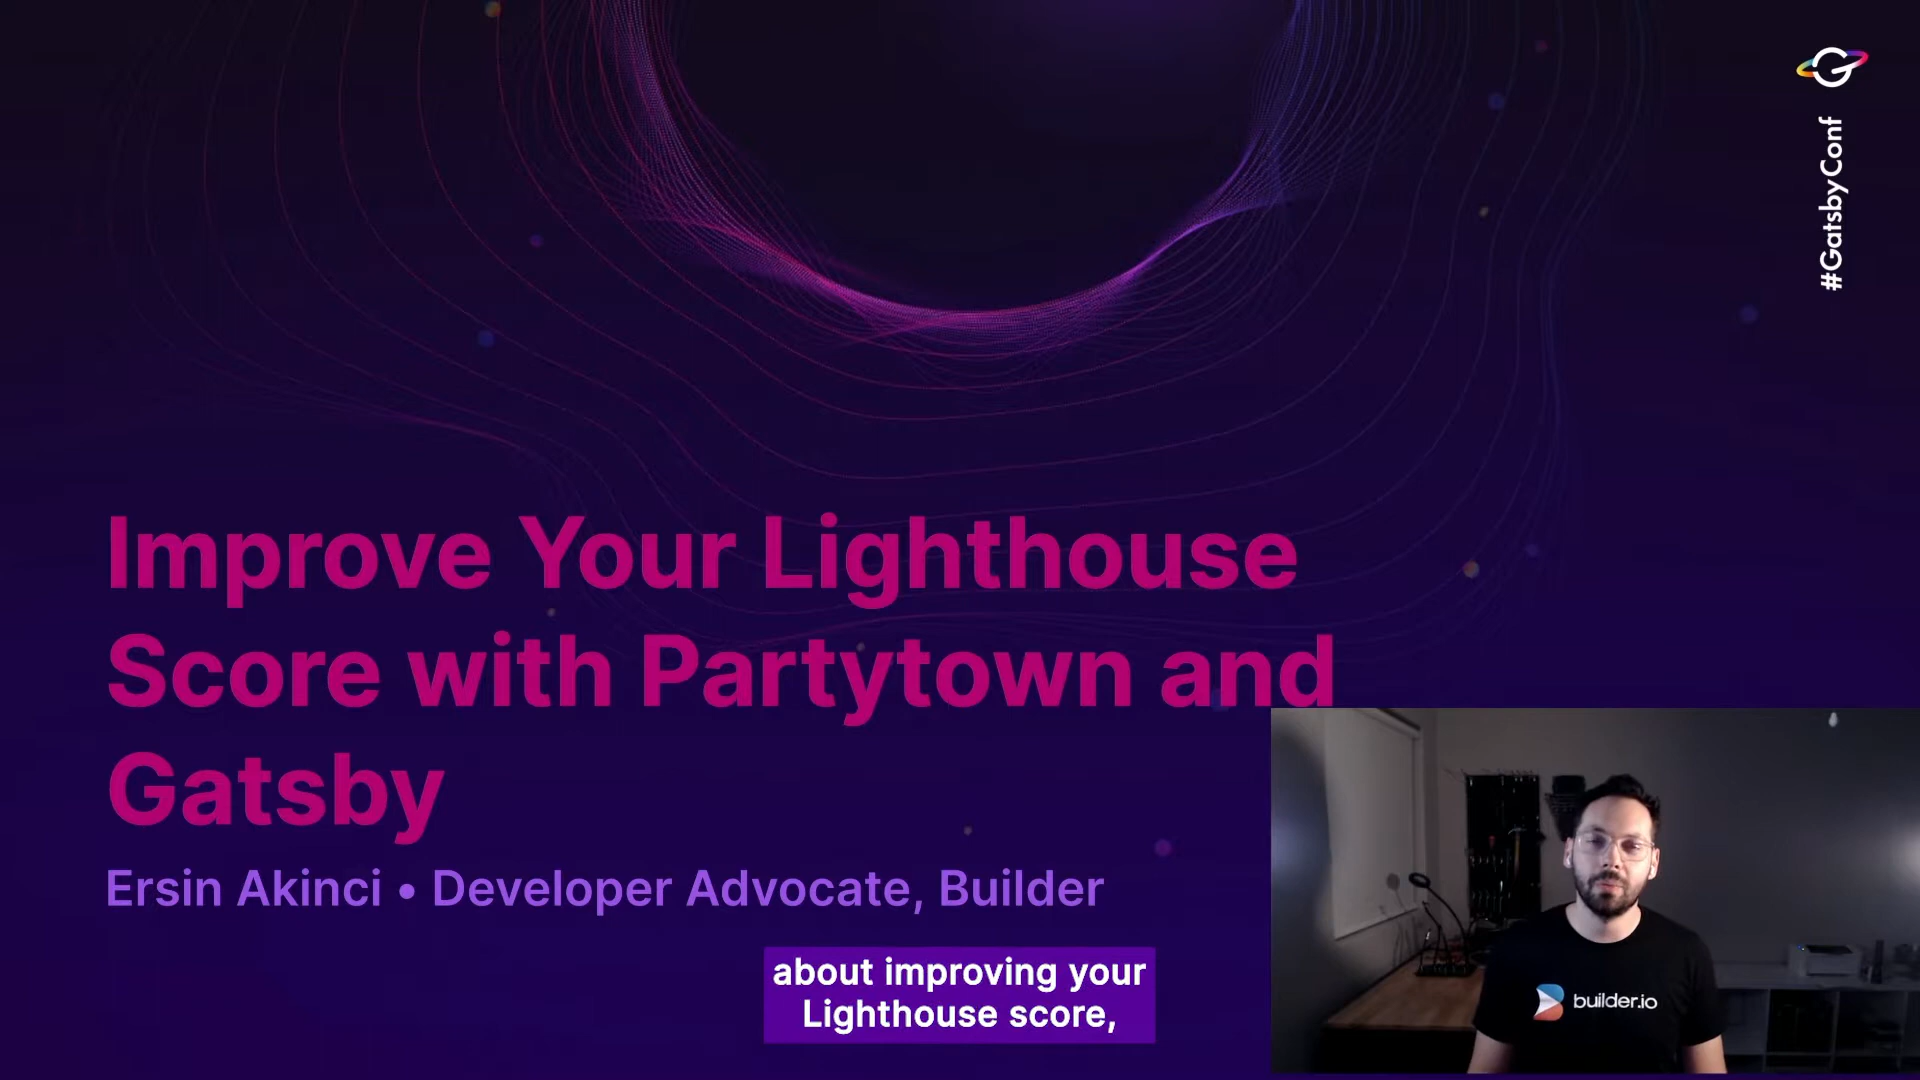 #GatsbyConf
Improve Your Lighthouse
Score with Partytown and
Gatsby
Ersin Akinci • Developer Advocate, Builder
about improving your
Lighthouse score,
builder.io